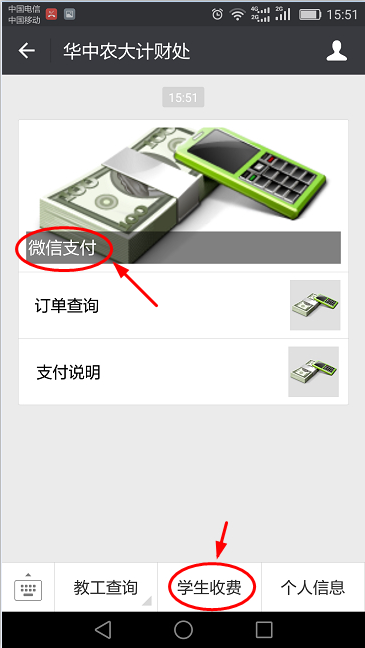 中国电信
中国移动
4G 2G 2G 15:51
华中农大计财处
15:51
微信支付
订单查询
支付说明
教工查询 学生收费 个人信息